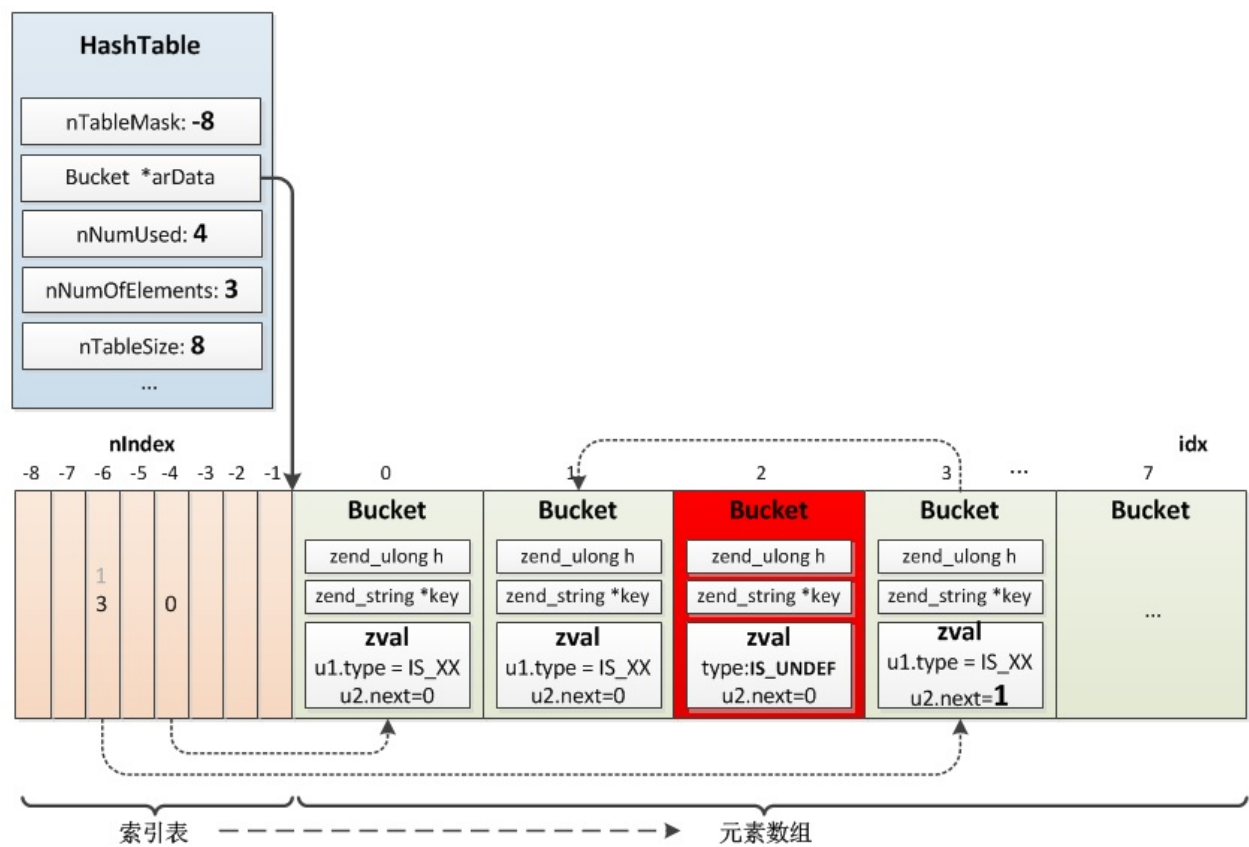 HashTable
nTableMask: -8
Bucket *arData
nNumUsed: 4
nNumOfElements: 3
nTableSize: 8
...
nIndex
idx
-8 -7 -6 -5 -4 -3 -2 -1 0 1 2 3 ... 7
Bucket Bucket Bucket Bucket Bucket
zend_ulong h zend_ulong h zend_ulong h zend_ulong h
1
3 0
zend_string *key zend_string *key zend_string *key zend_string *key
...
zval zval zval zval
u1.type = IS_XX u1.type = IS_XX type:IS_UNDEF u1.type = IS_XX
u2.next=0 u2.next=0 u2.next=0 u2.next=1
索引表 元素数组